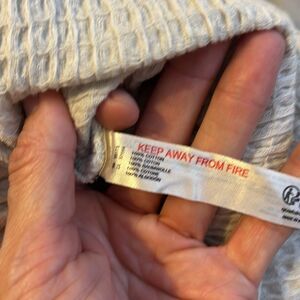 KEEP AWAY FROM FIRE
100% COTTON
100% COTON
100% BAUMWOLLE
100% COTONE
100% ALGODON